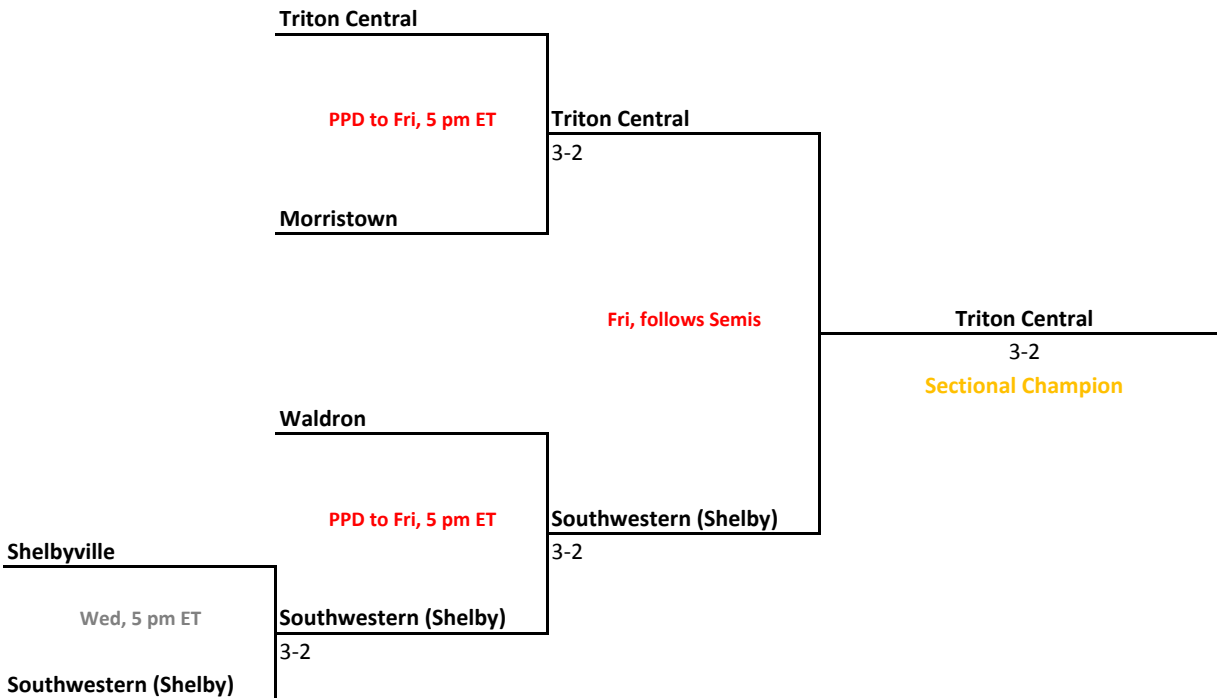 Triton Central
PPD to Fri, 5 pm ET
Triton Central
3-2
Morristown
Fri, follows Semis
Triton Central
3-2
Sectional Champion
Waldron
PPD to Fri, 5 pm ET
Southwestern (Shelby)
3-2
Shelbyville
Wed, 5 pm ET
Southwestern (Shelby)
3-2
Southwestern (Shelby)